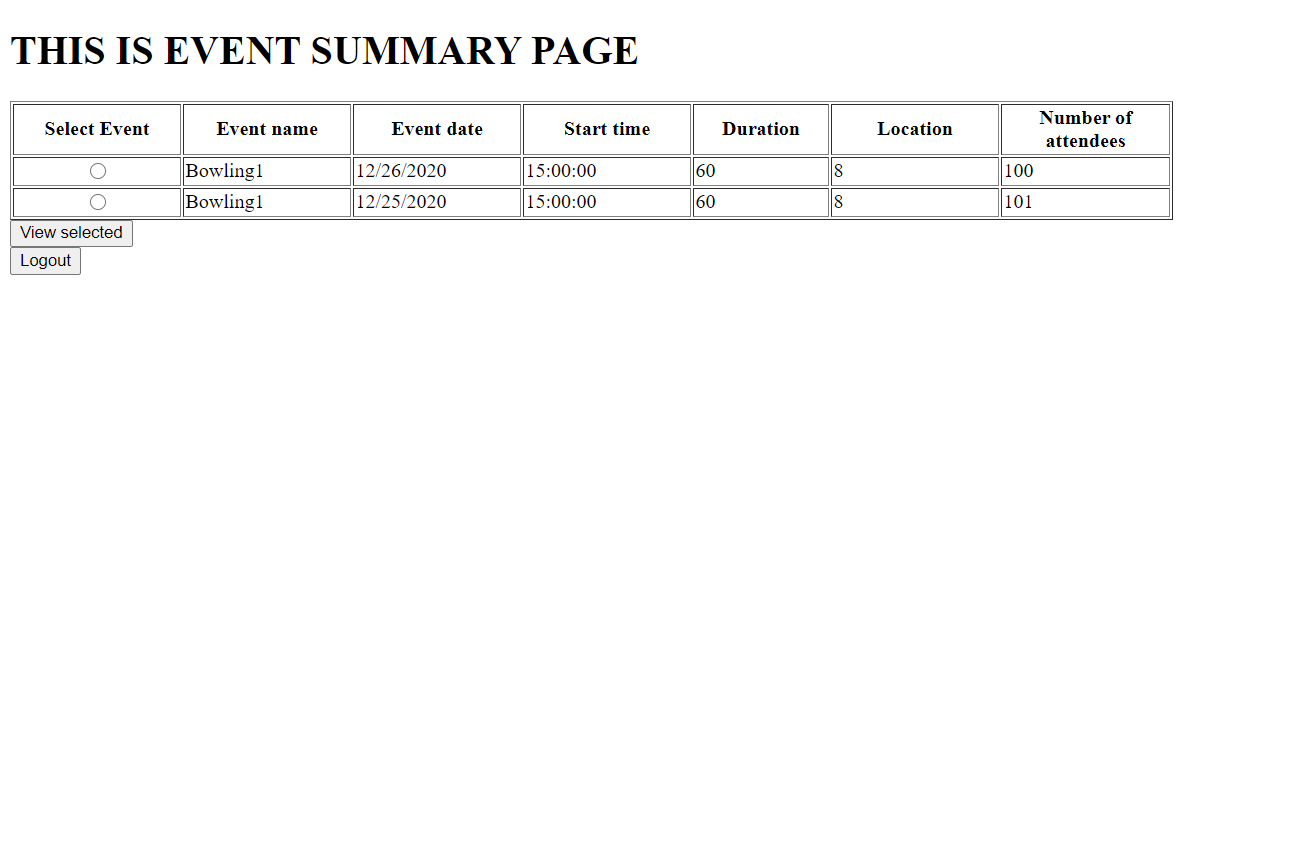 THIS IS EVENT SUMMARY PAGE
Select Event Event name Event date Start time Duration Location Number of
attendees
Bowling1 12/26/2020 15:00:00 60 8 100
Bowling1 12/25/2020 15:00:00 60 8 101
View selected
Logout